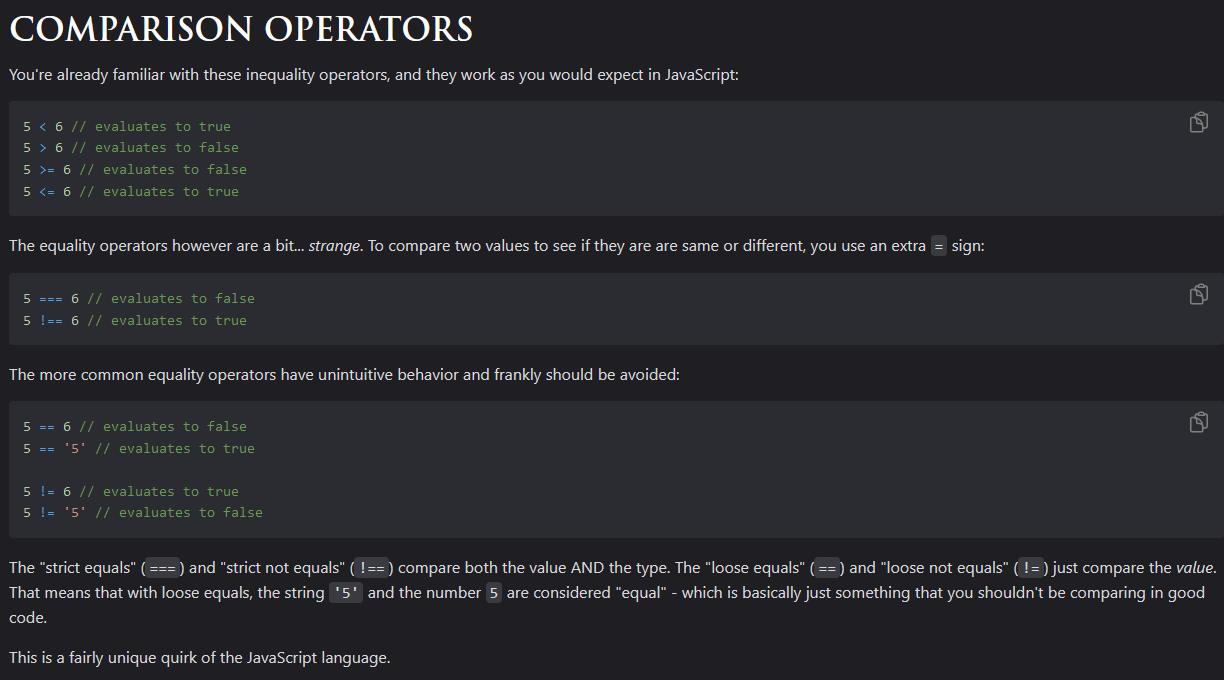 COMPARISON OPERATORS
You're already familiar with these inequality operators, and they work as you would expect in JavaScript:
5 < 6 // evaluates to true
5 > 6 // evaluates to false
5 >= 6 // evaluates to false
5 <= 6 // evaluates to true
The equality operators however are a bit... strange. To compare two values to see if they are are same or different, you use an extra = sign:
5 === 6 // evaluates to false
5 !== 6 // evaluates to true
The more common equality operators have unintuitive behavior and frankly should be avoided:
5 == 6 // evaluates to false
5 == '5' // evaluates to true
5 != 6 // evaluates to true
5 != '5' // evaluates to false
The "strict equals" (===) and "strict not equals" (!==) compare both the value AND the type. The "loose equals" (==) and "loose not equals" (!=) just compare the value.
That means that with loose equals, the string '5' and the number 5 are considered "equal" - which is basically just something that you shouldn't be comparing in good
code.
This is a fairly unique quirk of the JavaScript language.